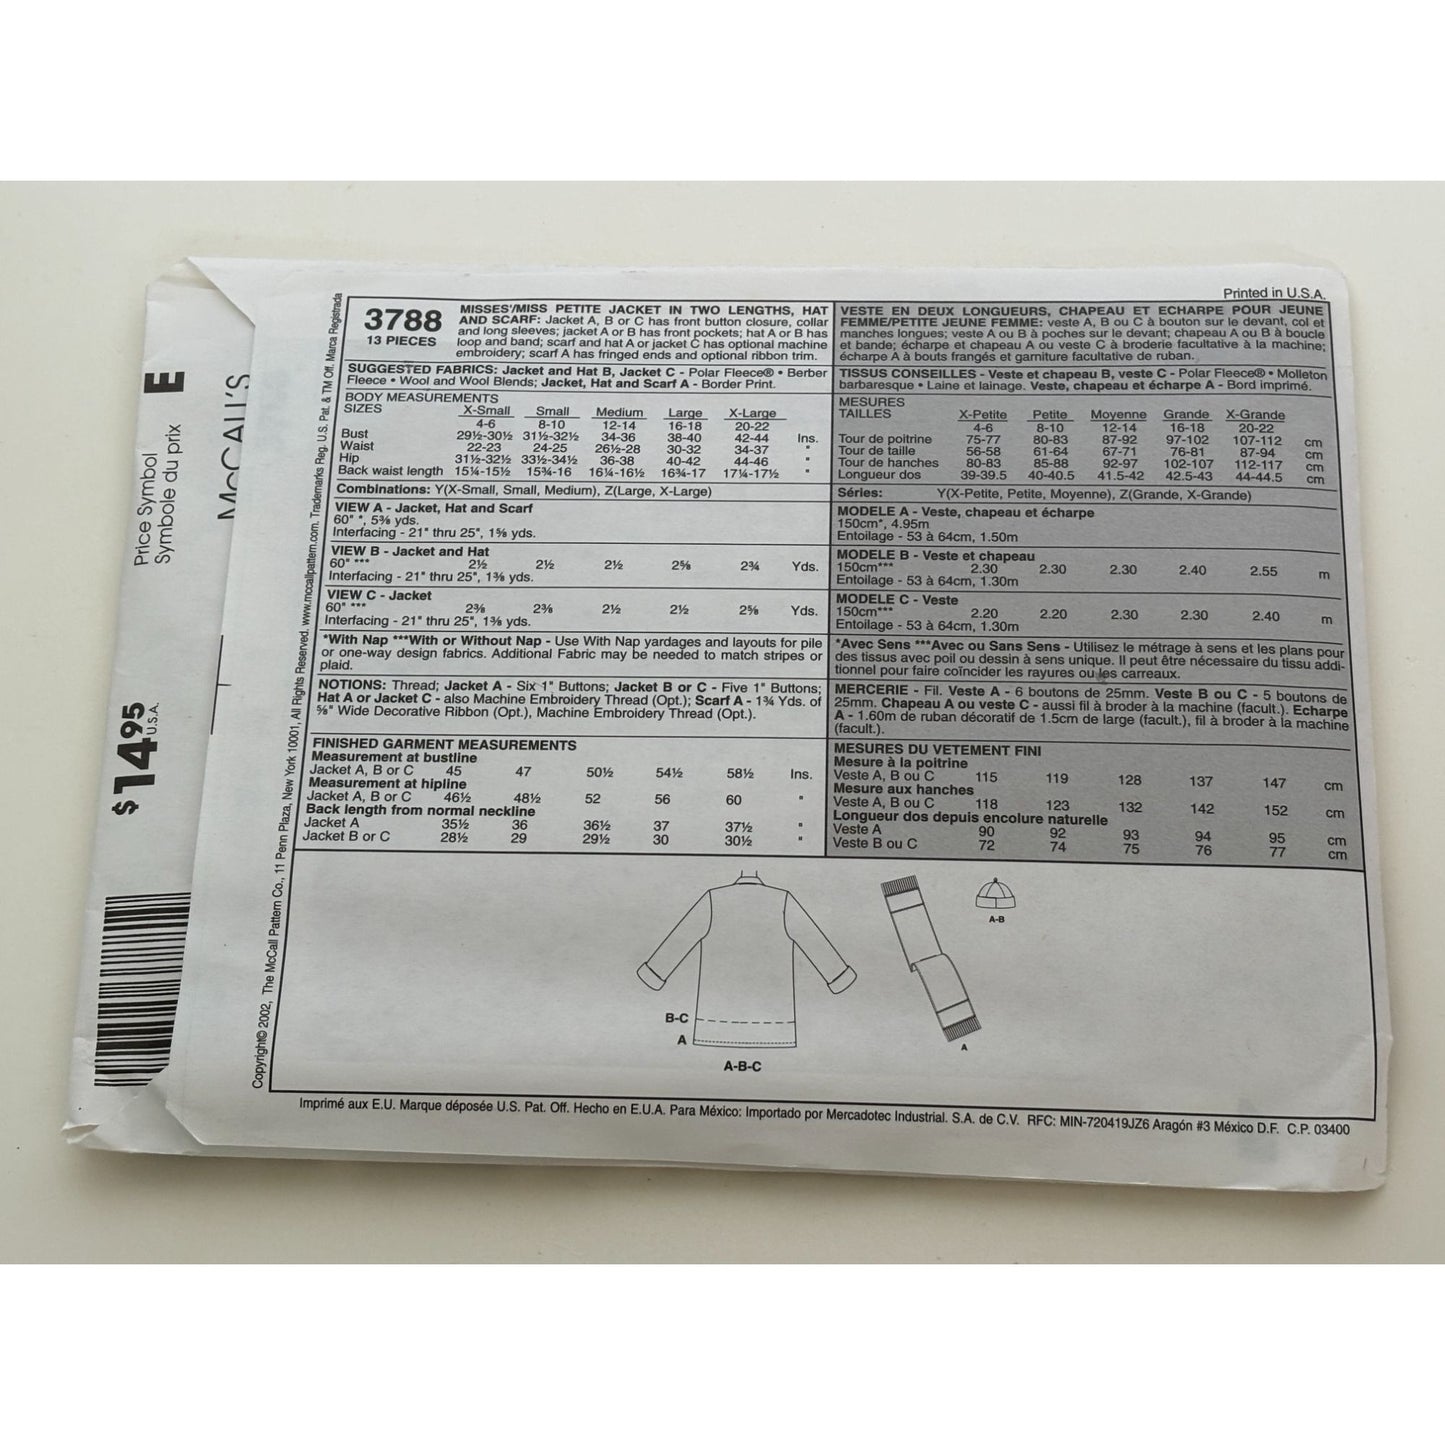 Printed in U.S.A.
3788
13 PIECES
MISSES'/MISS PETITE JACKET IN TWO LENGTHS, HAT
AND SCARF: Jacket A, B or C has front button closure, collar
and long sleeves; jacket A or B has front pockets; hat A or B has
loop and band; scarf and hat A or jacket C has optional machine
embroidery; scarf A has fringed ends and optional ribbon trim.
SUGGESTED FABRICS: Jacket and Hat B, Jacket C - Polar Fleece® • Berber
Fleece • Wool and Wool Blends; Jacket, Hat and Scarf A - Border Print.
BODY MEASUREMENTS
SIZES X-Small Small Medium Large X-Large
4-6 8-10 12-14 16-18 20-22
Bust 29½-30½ 31½-32½ 34-36 38-40 42-44 Ins.
Waist 22-23 24-25 26½-28 30-32 34-37 "
Hip 31½-32½ 33½-34½ 36-38 40-42 44-46 "
Back waist length 15¼-15½ 15¾-16 16¼-16½ 16¾-17 17¼-17½ "
Combinations: Y(X-Small, Small, Medium), Z(Large, X-Large)
VIEW A - Jacket, Hat and Scarf
60" *, 5⅜ yds.
Interfacing - 21" thru 25", 1⅝ yds.
VIEW B - Jacket and Hat
60" *** 2½ 2½ 2½ 2⅝ 2¾ Yds.
Interfacing - 21" thru 25", 1⅜ yds.
VIEW C - Jacket
60" *** 2⅜ 2⅜ 2½ 2½ 2⅝ Yds.
Interfacing - 21" thru 25", 1⅜ yds.
*With Nap ***With or Without Nap - Use With Nap yardages and layouts for pile
or one-way design fabrics. Additional Fabric may be needed to match stripes or
plaid.
NOTIONS: Thread; Jacket A - Six 1" Buttons; Jacket B or C - Five 1" Buttons;
Hat A or Jacket C - also Machine Embroidery Thread (Opt.); Scarf A - 1¾ Yds. of
⅝" Wide Decorative Ribbon (Opt.), Machine Embroidery Thread (Opt.).
FINISHED GARMENT MEASUREMENTS
Measurement at bustline
Jacket A, B or C 45 47 50½ 54½ 58½ Ins.
Measurement at hipline
Jacket A, B or C 46½ 48½ 52 56 60 "
Back length from normal neckline
Jacket A 35½ 36 36½ 37 37½ "
Jacket B or C 28½ 29 29½ 30 30½ "
VESTE EN DEUX LONGUEURS, CHAPEAU ET ECHARPE POUR JEUNE
FEMME/PETITE JEUNE FEMME: veste A, B ou C à bouton sur le devant, col et
manches longues; veste A ou B à poches sur le devant; chapeau A ou B à boucle
et bande; écharpe et chapeau A ou veste C à broderie facultative à la machine;
écharpe A à bouts frangés et garniture facultative de ruban.
TISSUS CONSEILLES - Veste et chapeau B, veste C - Polar Fleece® • Molleton
barbaresque • Laine et lainage. Veste, chapeau et écharpe A - Bord imprimé.
MESURES
TAILLES X-Petite Petite Moyenne Grande X-Grande
4-6 8-10 12-14 16-18 20-22
Tour de poitrine 75-77 80-83 87-92 97-102 107-112 cm
Tour de taille 56-58 61-64 67-71 76-81 87-94 cm
Tour de hanches 80-83 85-88 92-97 102-107 112-117 cm
Longueur dos 39-39.5 40-40.5 41.5-42 42.5-43 44-44.5 cm
Séries: Y(X-Petite, Petite, Moyenne), Z(Grande, X-Grande)
MODELE A - Veste, chapeau et écharpe
150cm*, 4.95m
Entoilage - 53 à 64cm, 1.50m
MODELE B - Veste et chapeau
150cm*** 2.30 2.30 2.30 2.40 2.55 m
Entoilage - 53 à 64cm, 1.30m
MODELE C - Veste
150cm*** 2.20 2.20 2.30 2.30 2.40 m
Entoilage - 53 à 64cm, 1.30m
*Avec Sens ***Avec ou Sans Sens - Utilisez le métrage à sens et les plans pour
des tissus avec poil ou dessin à sens unique. Il peut être nécessaire du tissu addi-
tionnel pour faire coïncider les rayures ou les carreaux.
MERCERIE - Fil. Veste A - 6 boutons de 25mm. Veste B ou C - 5 boutons de
25mm. Chapeau A ou veste C - aussi fil à broder à la machine (facult.). Echarpe
A - 1.60m de ruban décoratif de 1.5cm de large (facult.), fil à broder à la machine
(facult.).
MESURES DU VETEMENT FINI
Mesure à la poitrine
Veste A, B ou C 115 119 128 137 147 cm
Mesure aux hanches
Veste A, B ou C 118 123 132 142 152 cm
Longueur dos depuis encolure naturelle
Veste A 90 92 93 94 95 cm
Veste B ou C 72 74 75 76 77 cm
B-C
A
A-B-C
A
A-B
Imprimé aux E.U. Marque déposée U.S. Pat. Off. Hecho en E.U.A. Para México: Importado por Mercadotec Industrial. S.A. de C.V. RFC: MIN-720419JZ6 Aragón #3 México D.F. C.P. 03400
Copyright© 2002, The McCall Pattern Co., 11 Penn Plaza, New York 10001, All Rights Reserved. www.mccallpattern.com. Trademarks Reg. U.S. Pat. & TM Off. Marca Registrada
McCALL'S
Price Symbol
Symbole du prix
E
$14.95
U.S.A.